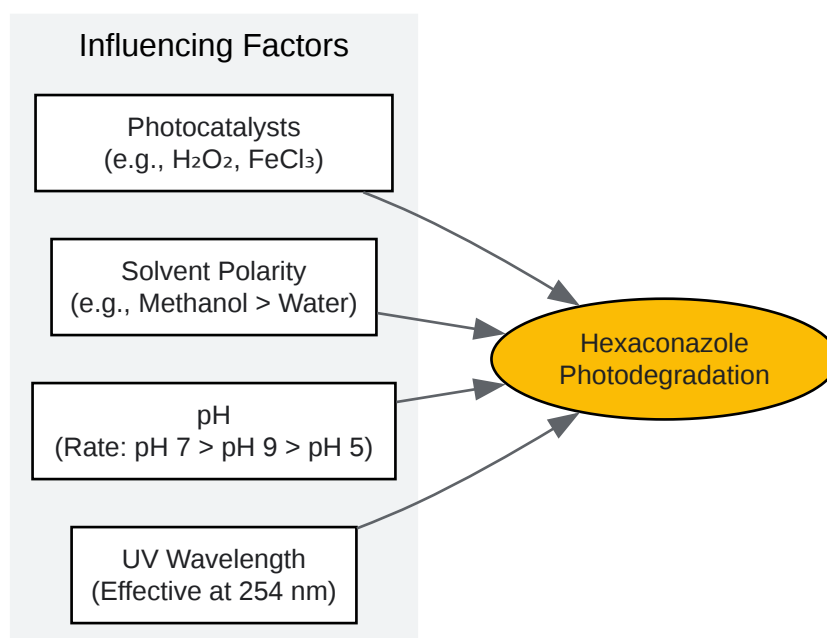 Influencing Factors
Photocatalysts
(e.g., H₂O₂, FeCl₃)
Solvent Polarity
(e.g., Methanol > Water)
pH
(Rate: pH 7 > pH 9 > pH 5)
UV Wavelength
(Effective at 254 nm)
Hexaconazole
Photodegradation